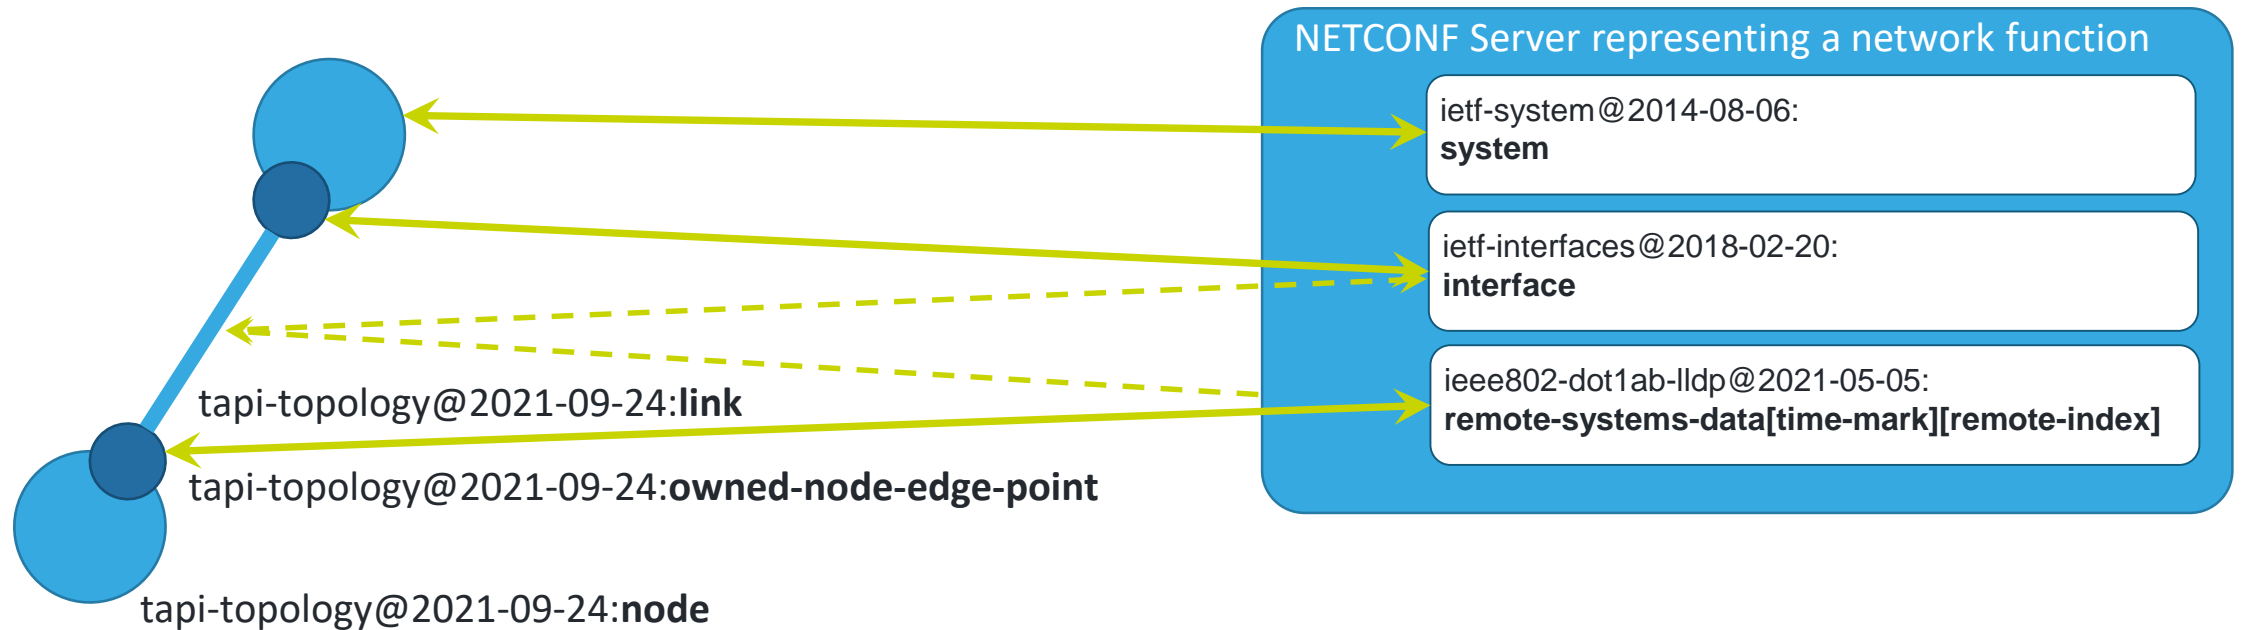 NETCONF Server representing a network function
ietf-system@2014-08-06:
system
ietf-interfaces@2018-02-20:
interface
ieee802-dot1ab-lldp@2021-05-05:
remote-systems-data[time-mark][remote-index]
tapi-topology@2021-09-24:link
tapi-topology@2021-09-24:owned-node-edge-point
tapi-topology@2021-09-24:node